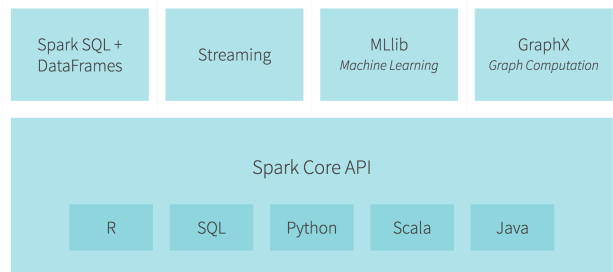 Spark SQL +
DataFrames
Streaming
MLlib
Machine Learning
GraphX
Graph Computation
Spark Core API
R
SQL
Python
Scala
Java